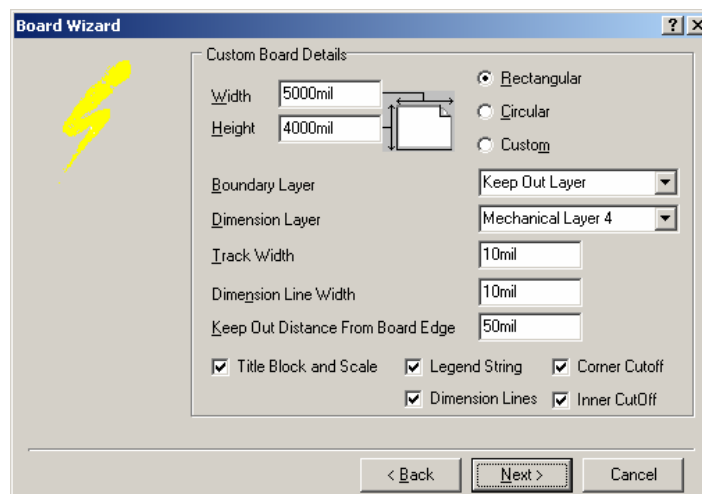 Board Wizard
Custom Board Details
Width 5000mil
Height 4000mil
Rectangular
Circular
Custom
Boundary Layer Keep Out Layer
Dimension Layer Mechanical Layer 4
Track Width 10mil
Dimension Line Width 10mil
Keep Out Distance From Board Edge 50mil
Title Block and Scale Legend String Corner Cutoff
Dimension Lines Inner CutOff
< Back Next > Cancel